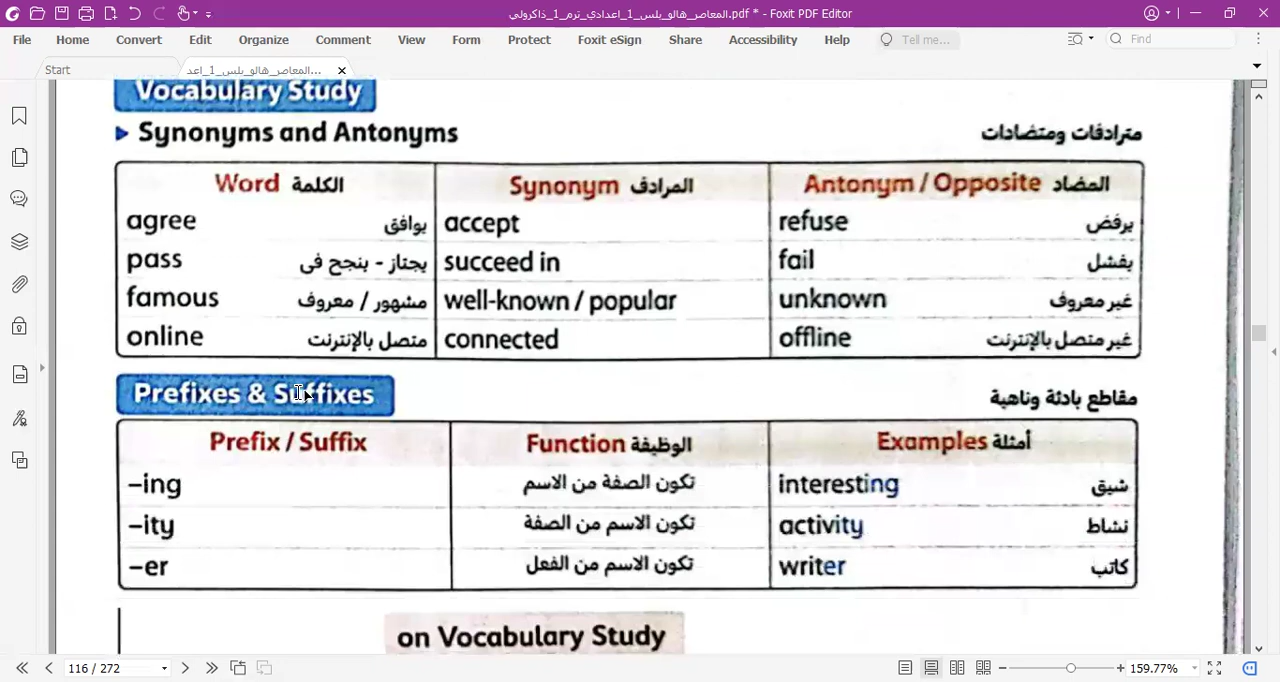 المعاصر_هالو_بلس_1_اعدادي_ترم_1_ذاكرولي.pdf * - Foxit PDF Editor
File Home Convert Edit Organize Comment View Form Protect Foxit eSign Share Accessibility Help Tell me... Find
Start المعاصر_هالو_بلس_1_اعد...
Vocabulary Study
Synonyms and Antonyms مترادفات ومتضادات
Word الكلمة Synonym المرادف Antonym / Opposite المضاد
agree يوافق accept refuse يرفض
pass يجتاز - ينجح فى succeed in fail يفشل
famous مشهور / معروف well-known / popular unknown غير معروف
online متصل بالإنترنت connected offline غير متصل بالإنترنت
Prefixes & Suffixes مقاطع بادئة وناهية
Prefix / Suffix Function الوظيفة Examples أمثلة
–ing تكون الصفة من الاسم interesting شيق
–ity تكون الاسم من الصفة activity نشاط
–er تكون الاسم من الفعل writer كاتب
on Vocabulary Study
116 / 272 159.77%